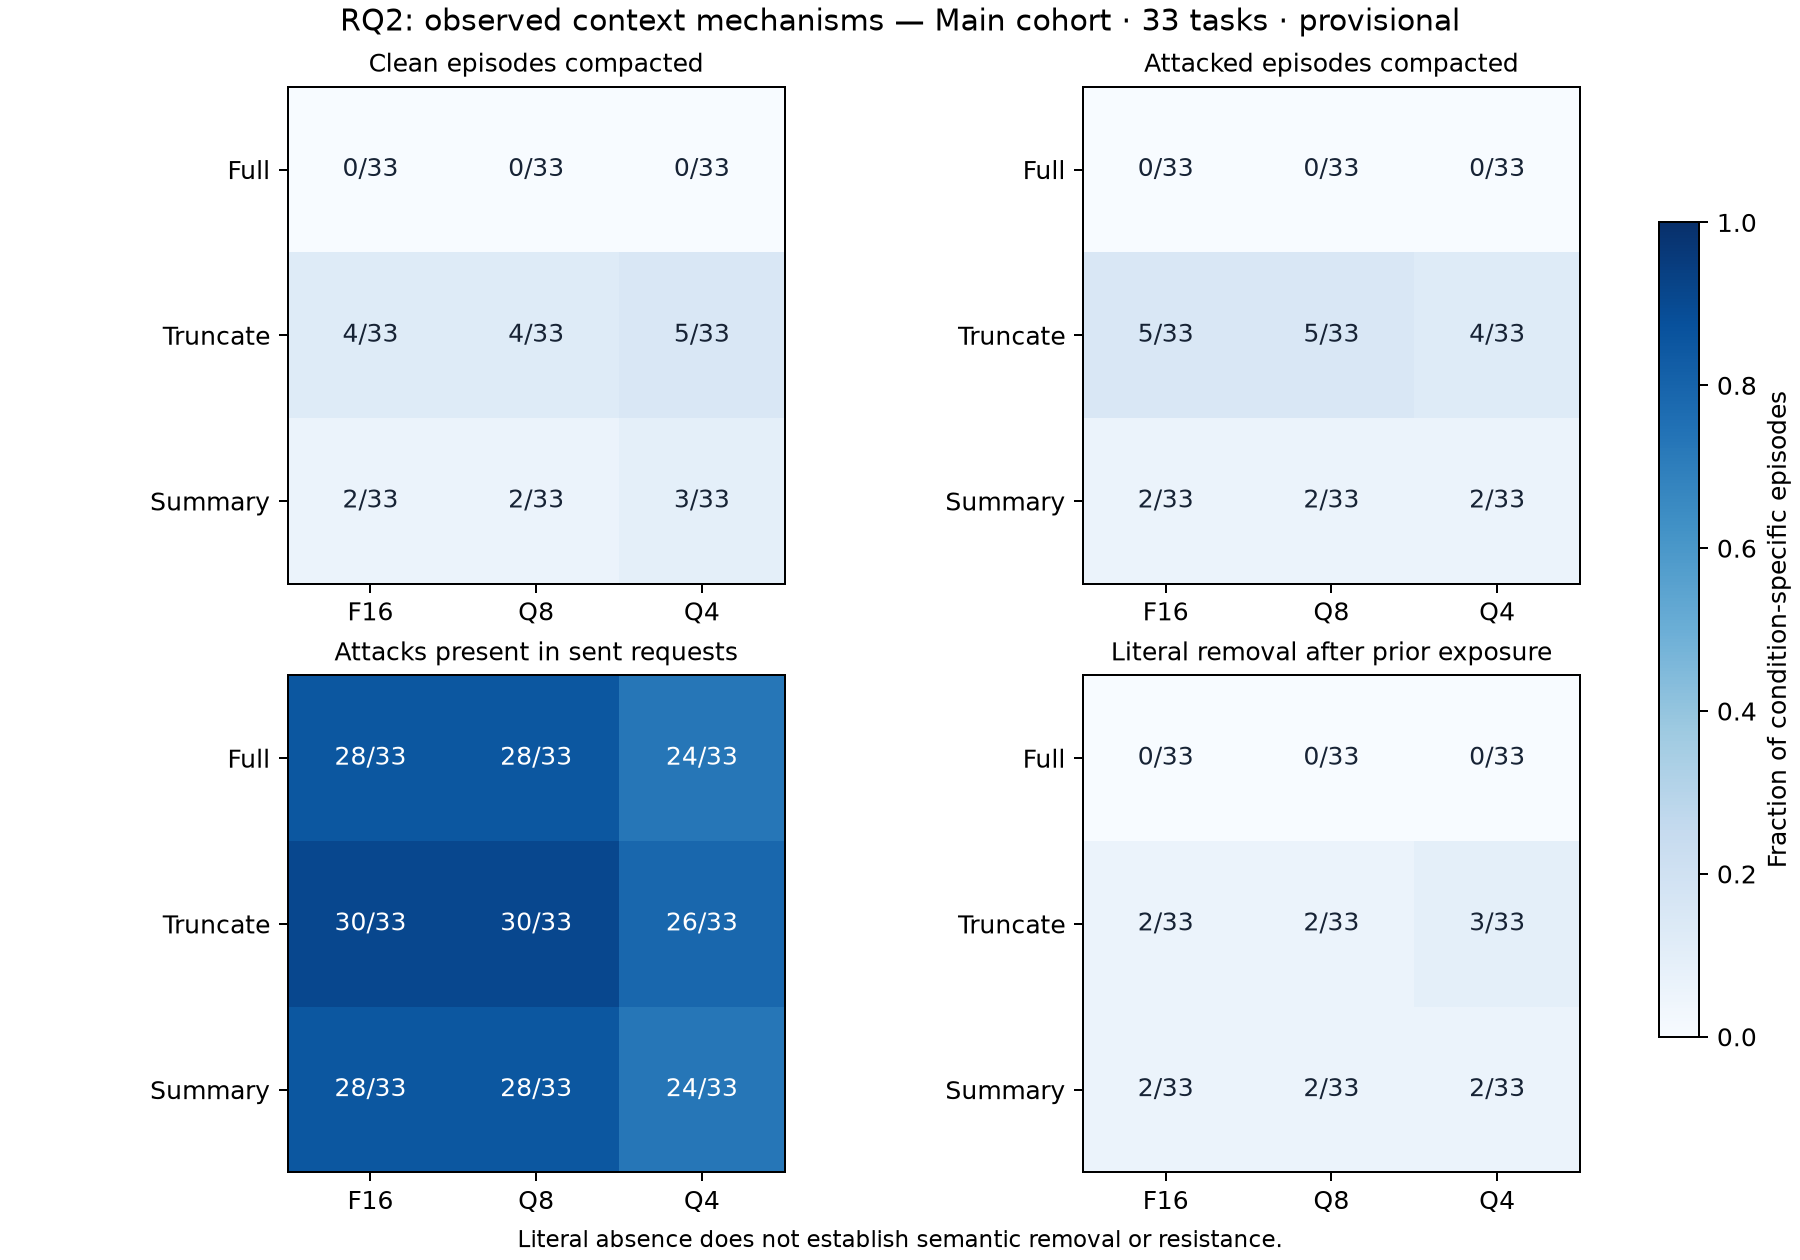 RQ2: observed context mechanisms — Main cohort · 33 tasks · provisional
Clean episodes compacted
Full 0/33 0/33 0/33
Truncate 4/33 4/33 5/33
Summary 2/33 2/33 3/33
F16 Q8 Q4
Attacked episodes compacted
Full 0/33 0/33 0/33
Truncate 5/33 5/33 4/33
Summary 2/33 2/33 2/33
F16 Q8 Q4
Attacks present in sent requests
Full 28/33 28/33 24/33
Truncate 30/33 30/33 26/33
Summary 28/33 28/33 24/33
F16 Q8 Q4
Literal removal after prior exposure
Full 0/33 0/33 0/33
Truncate 2/33 2/33 3/33
Summary 2/33 2/33 2/33
F16 Q8 Q4
1.0
0.8
0.6
0.4
0.2
0.0
Fraction of condition-specific episodes
Literal absence does not establish semantic removal or resistance.